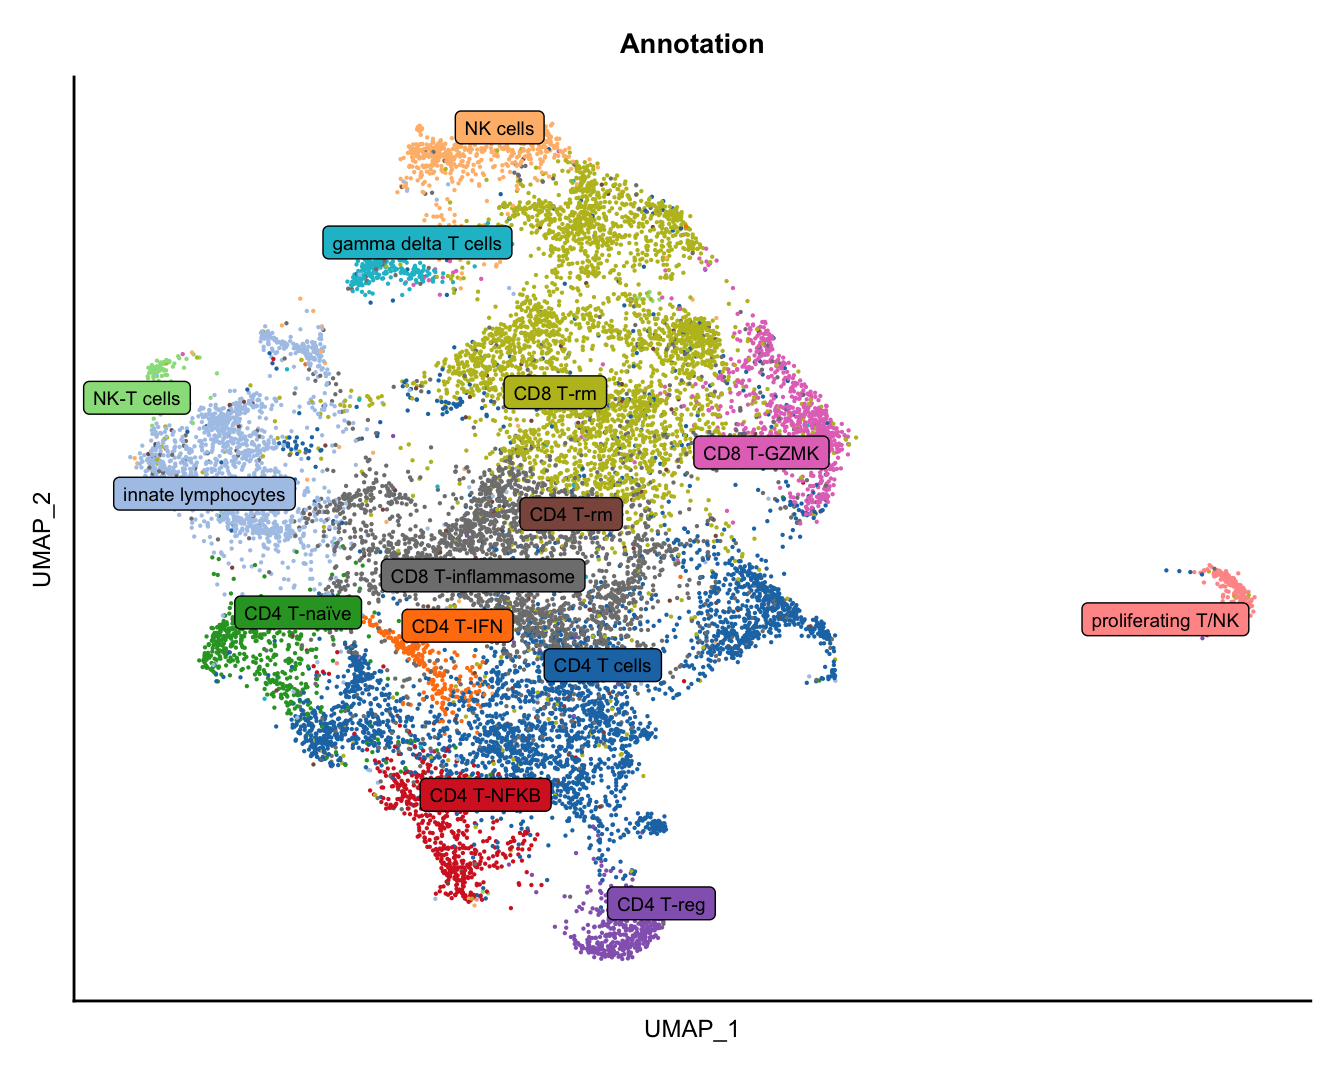 Annotation
NK cells
gamma delta T cells
NK-T cells
CD8 T-rm
CD8 T-GZMK
innate lymphocytes
CD4 T-rm
CD8 T-inflammasome
CD4 T-naïve
CD4 T-IFN
proliferating T/NK
CD4 T cells
CD4 T-NFKB
CD4 T-reg
UMAP_2
UMAP_1